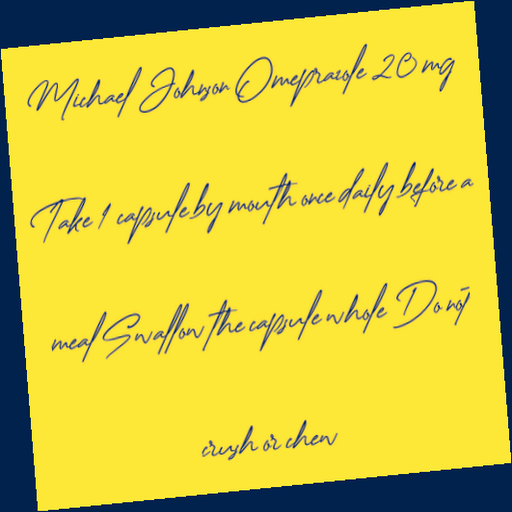 Michael Johnson Omeprazole 20 mg
Take 1 capsule by mouth once daily before a
meal Swallow the capsule whole Do not
crush or chew